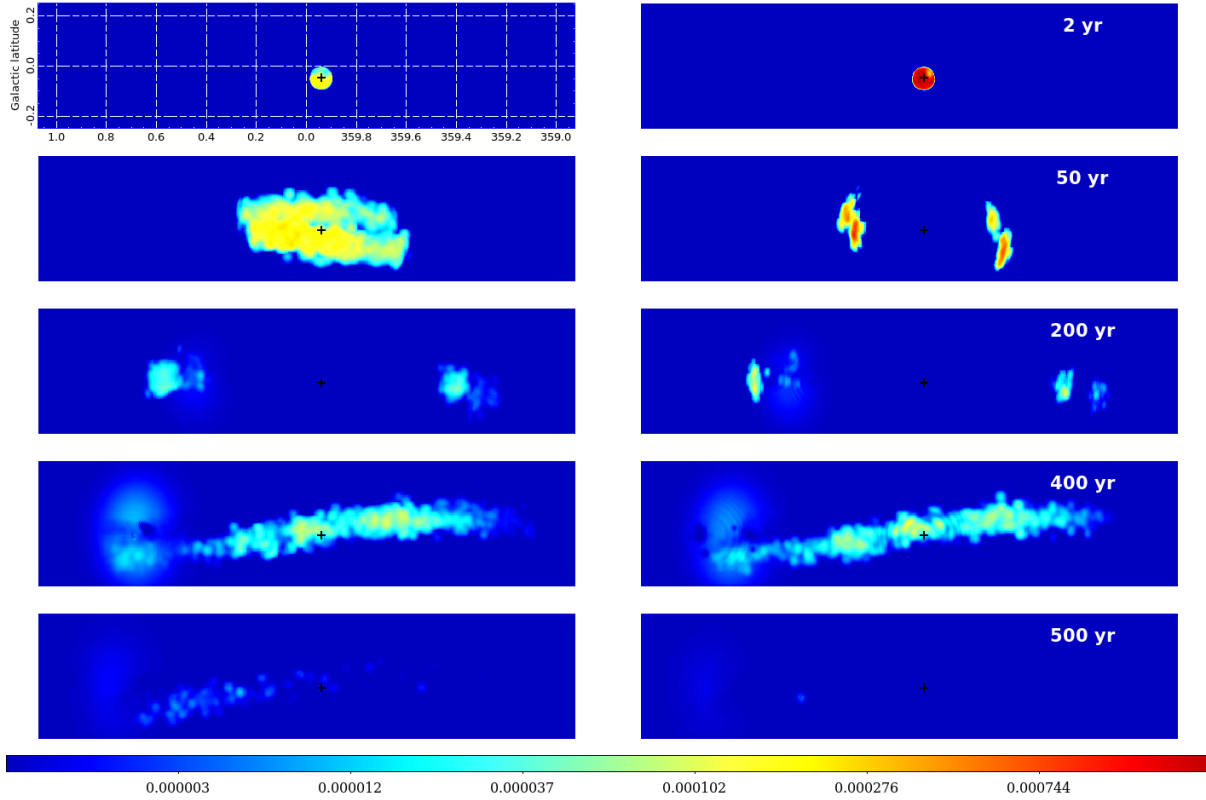 Galactic latitude
0.2
0.0
-0.2
1.0 0.8 0.6 0.4 0.2 0.0 359.8 359.6 359.4 359.2 359.0
2 yr
50 yr
200 yr
400 yr
500 yr
0.000003 0.000012 0.000037 0.000102 0.000276 0.000744